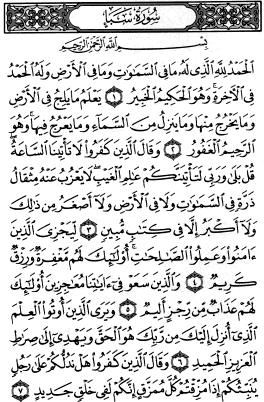 سُورَةُ سَبَإٍ
بِسْمِ اللَّهِ الرَّحْمَٰنِ الرَّحِيمِ
الْحَمْدُ لِلَّهِ الَّذِي لَهُ مَا فِي السَّمَاوَاتِ وَمَا فِي الْأَرْضِ وَلَهُ الْحَمْدُ
فِي الْآخِرَةِ وَهُوَ الْحَكِيمُ الْخَبِيرُ ١ يَعْلَمُ مَا يَلِجُ فِي الْأَرْضِ
وَمَا يَخْرُجُ مِنْهَا وَمَا يَنزِلُ مِنَ السَّمَاءِ وَمَا يَعْرُجُ فِيهَا وَهُوَ
الرَّحِيمُ الْغَفُورُ ٢ وَقَالَ الَّذِينَ كَفَرُوا لَا تَأْتِينَا السَّاعَةُ
قُلْ بَلَىٰ وَرَبِّي لَتَأْتِيَنَّكُمْ عَالِمِ الْغَيْبِ لَا يَعْزُبُ عَنْهُ مِثْقَالُ
ذَرَّةٍ فِي السَّمَاوَاتِ وَلَا فِي الْأَرْضِ وَلَا أَصْغَرُ مِن ذَٰلِكَ
وَلَا أَكْبَرُ إِلَّا فِي كِتَابٍ مُّبِينٍ ٣ لِّيَجْزِيَ الَّذِينَ
آمَنُوا وَعَمِلُوا الصَّالِحَاتِ أُولَٰئِكَ لَهُم مَّغْفِرَةٌ وَرِزْقٌ
كَرِيمٌ ٤ وَالَّذِينَ سَعَوْ فِي آيَاتِنَا مُعَاجِزِينَ أُولَٰئِكَ
لَهُمْ عَذَابٌ مِّن رِّجْزٍ أَلِيمٌ ٥ وَيَرَى الَّذِينَ أُوتُوا الْعِلْمَ
الَّذِي أُنزِلَ إِلَيْكَ مِن رَّبِّكَ هُوَ الْحَقَّ وَيَهْدِي إِلَىٰ صِرَاطِ
الْعَزِيزِ الْحَمِيدِ ٦ وَقَالَ الَّذِينَ كَفَرُوا هَلْ نَدُلُّكُمْ عَلَىٰ رَجُلٍ
يُنَبِّئُكُمْ إِذَا مُزِّقْتُمْ كُلَّ مُمَزَّقٍ إِنَّكُمْ لَفِي خَلْقٍ جَدِيدٍ ٧